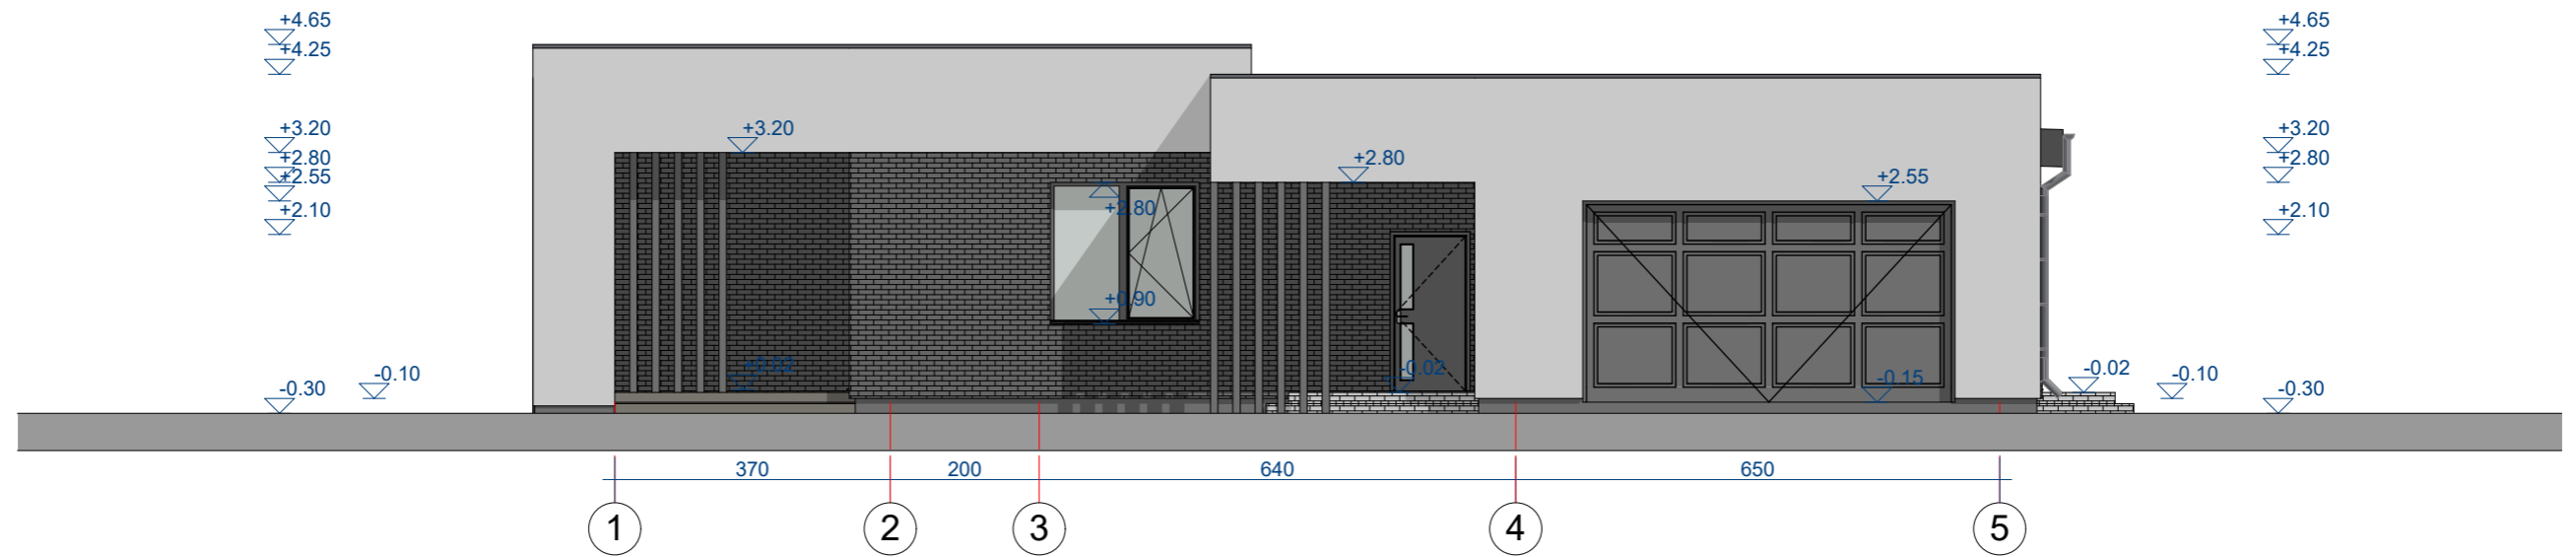 +4.65 +4.65
+4.25 +4.25
+3.20 +3.20 +3.20
+2.80 +2.80 +2.80
+2.55 +2.55
+2.10 +2.80 +2.10
+0.90
+0.02 -0.02 -0.15 -0.02
-0.30 -0.10 -0.10 -0.30
370 200 640 650
1 2 3 4 5